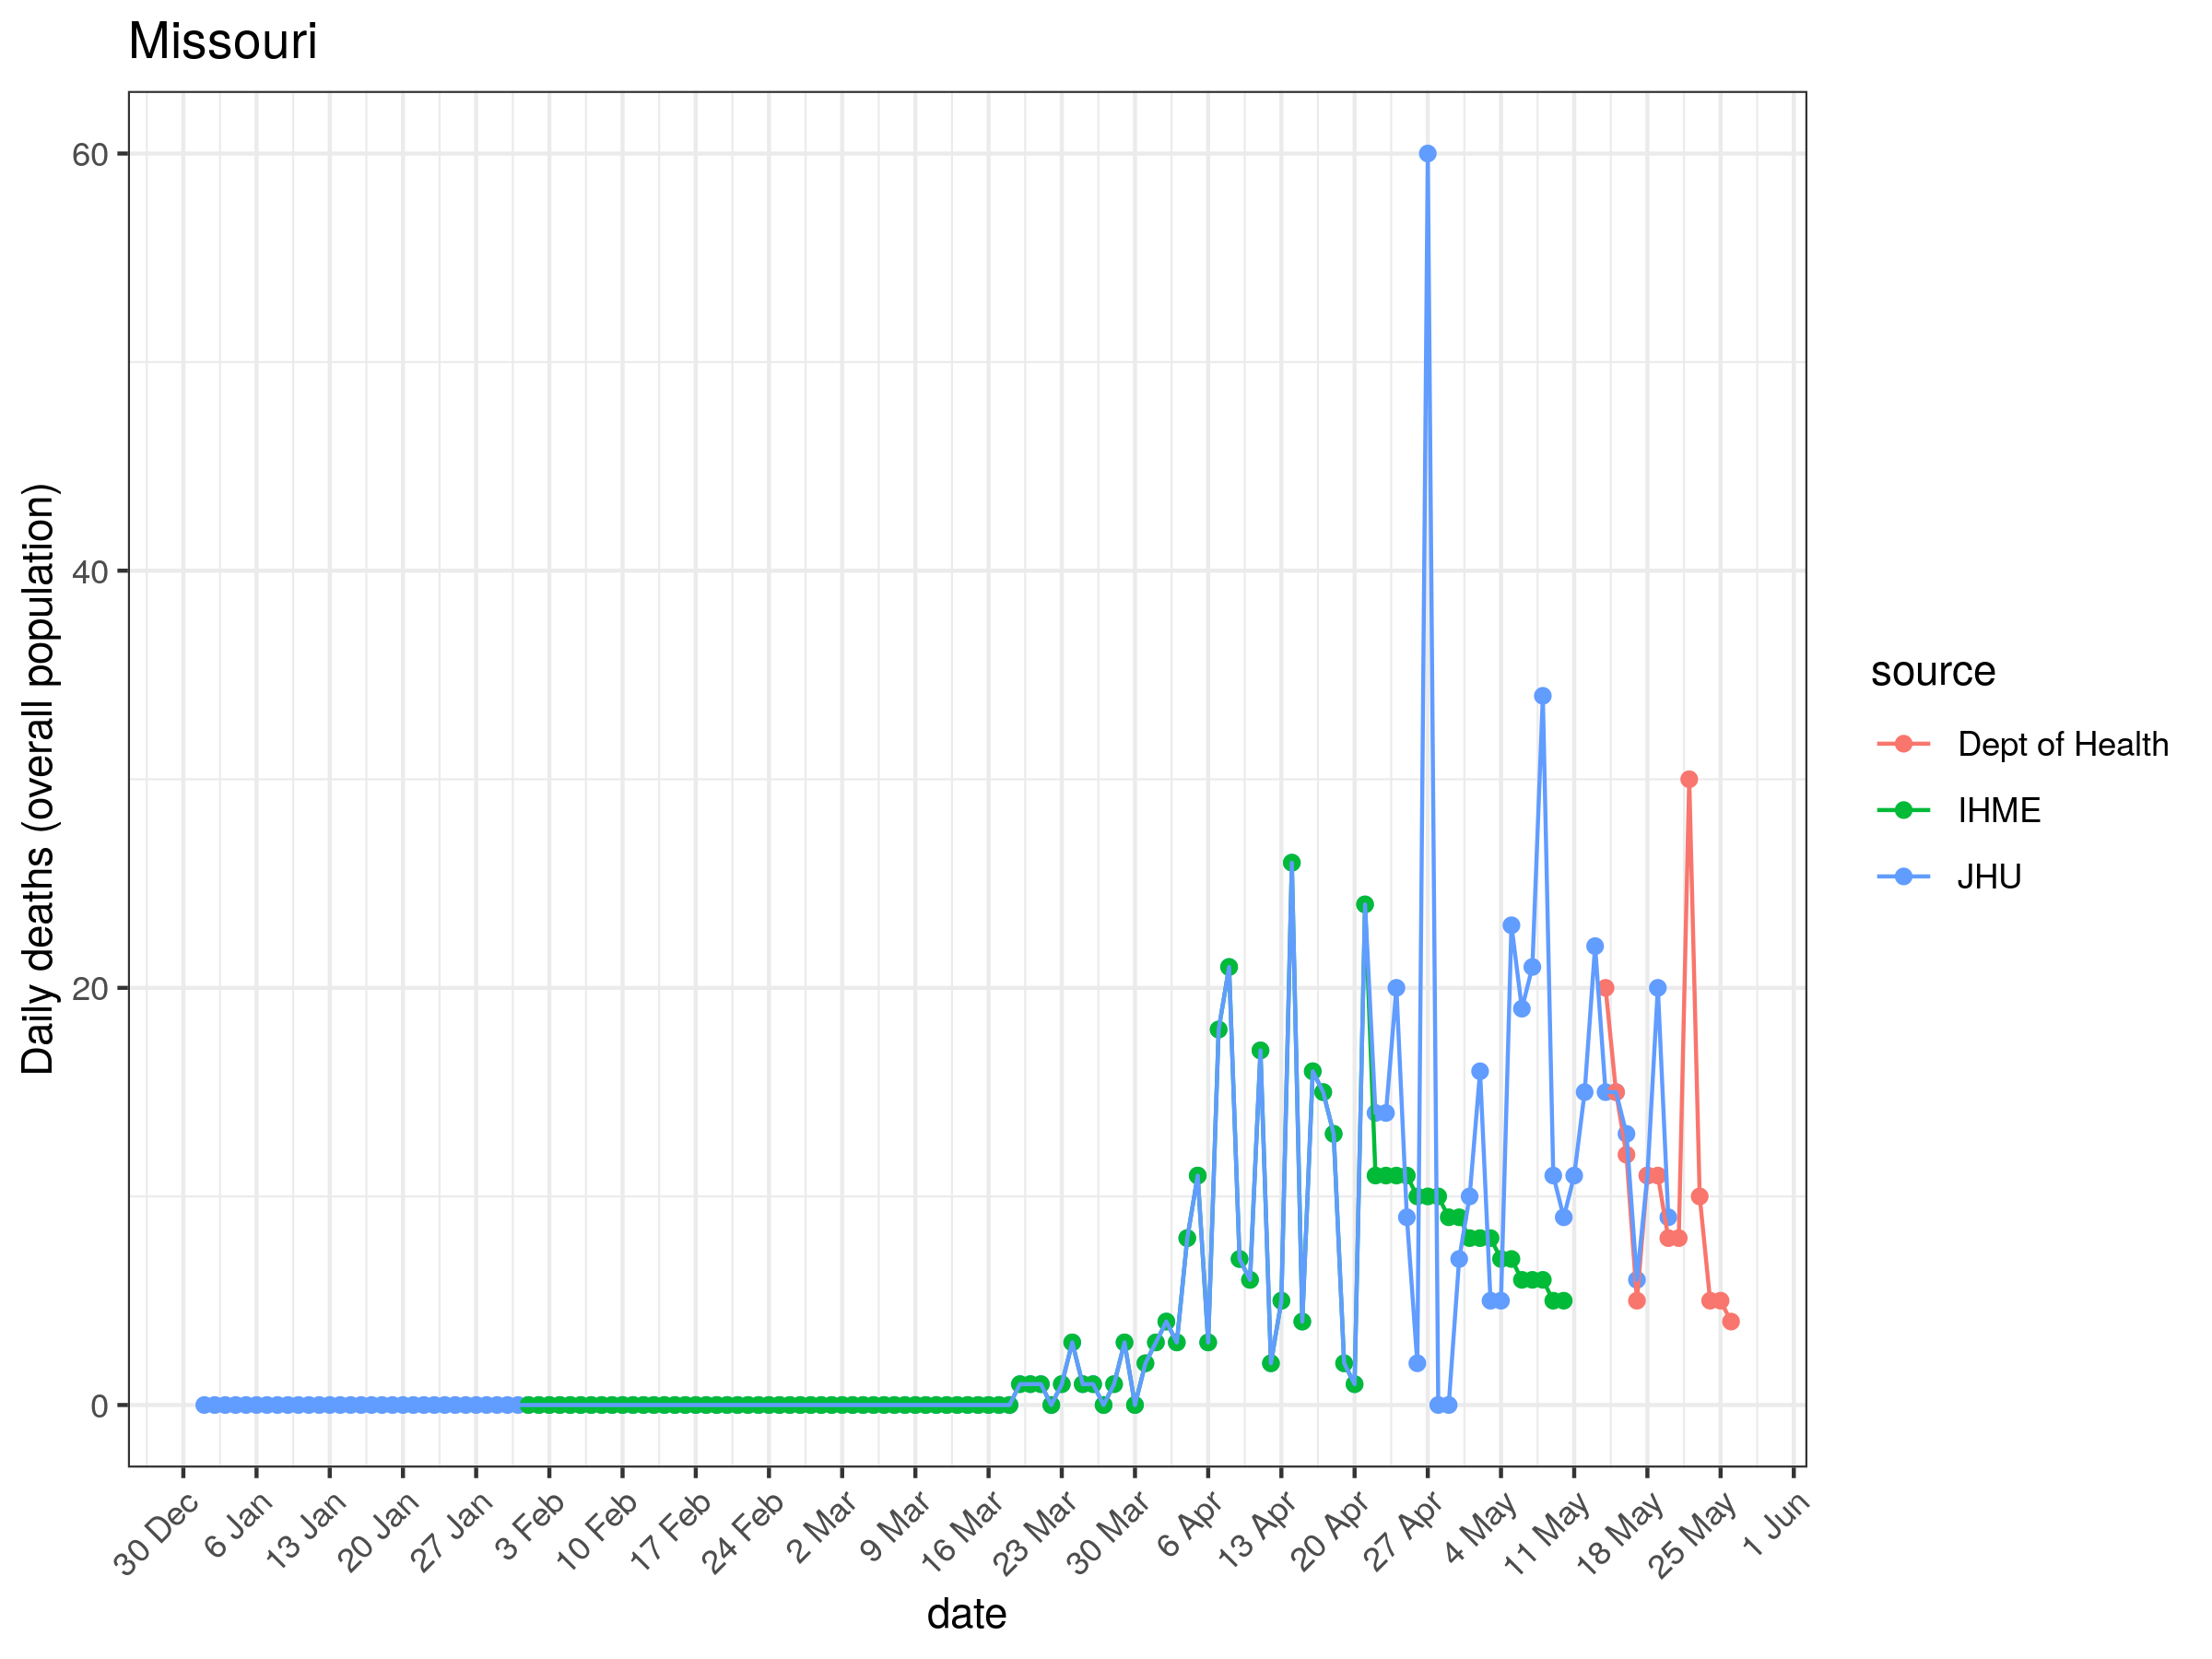 Missouri
Daily deaths (overall population)
60
40
20
0
30 Dec
6 Jan
13 Jan
20 Jan
27 Jan
3 Feb
10 Feb
17 Feb
24 Feb
2 Mar
9 Mar
16 Mar
23 Mar
30 Mar
6 Apr
13 Apr
20 Apr
27 Apr
4 May
11 May
18 May
25 May
1 Jun
date
source
Dept of Health
IHME
JHU